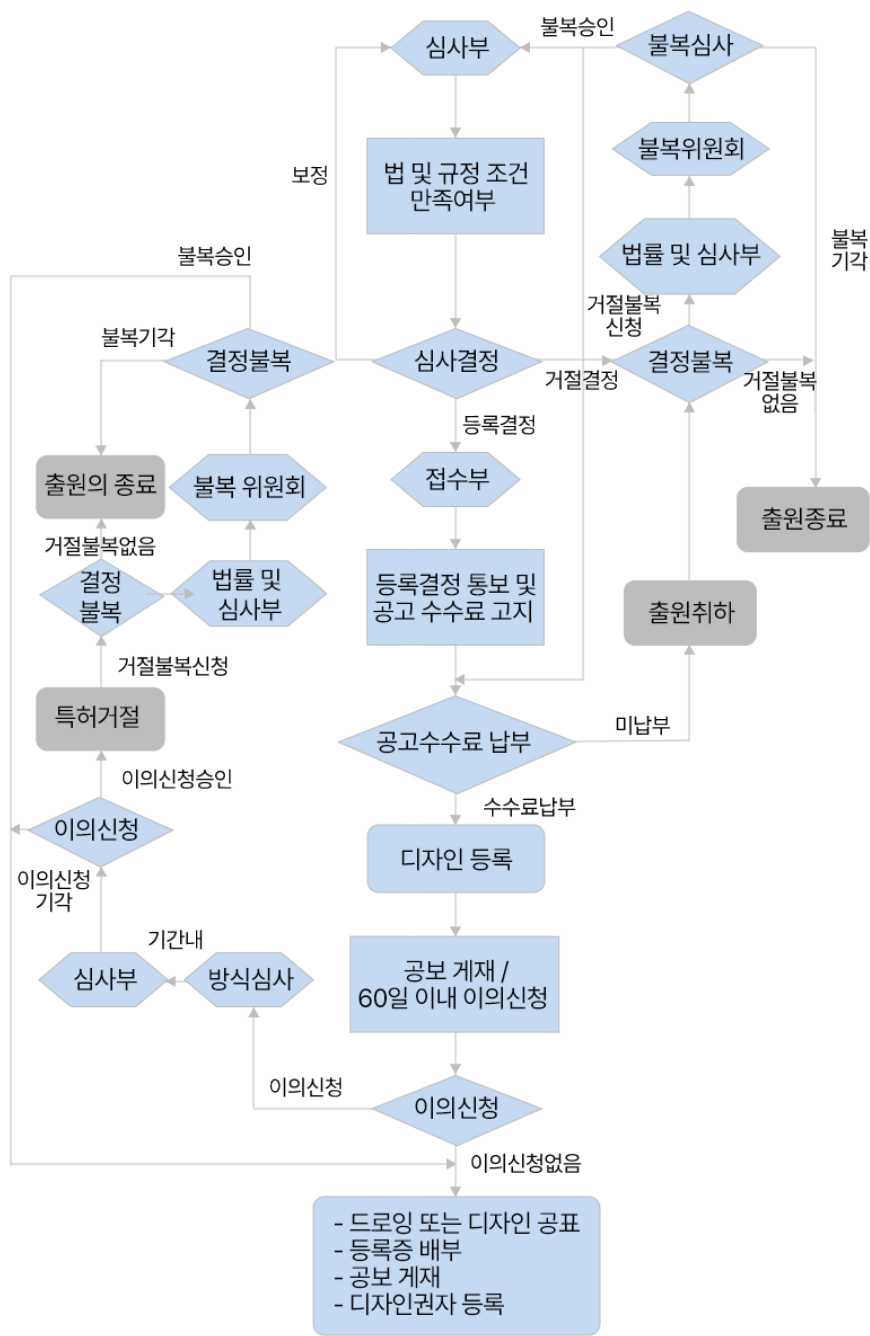 심사부
불복승인
불복심사
보정
법 및 규정 조건
만족여부
불복위원회
법률 및 심사부
불복
기각
불복승인
거절불복
신청
불복기각
결정불복
심사결정
거절결정
결정불복
거절불복
없음
등록결정
출원의 종료
불복 위원회
접수부
출원종료
거절불복없음
결정
불복
법률 및
심사부
등록결정 통보 및
공고 수수료 고지
출원취하
거절불복신청
특허거절
공고수수료 납부
미납부
이의신청승인
수수료납부
이의신청
디자인 등록
이의신청
기각
기간내
심사부
방식심사
공보 게재 /
60일 이내 이의신청
이의신청
이의신청
이의신청없음
- 드로잉 또는 디자인 공표
- 등록증 배부
- 공보 게재
- 디자인권자 등록